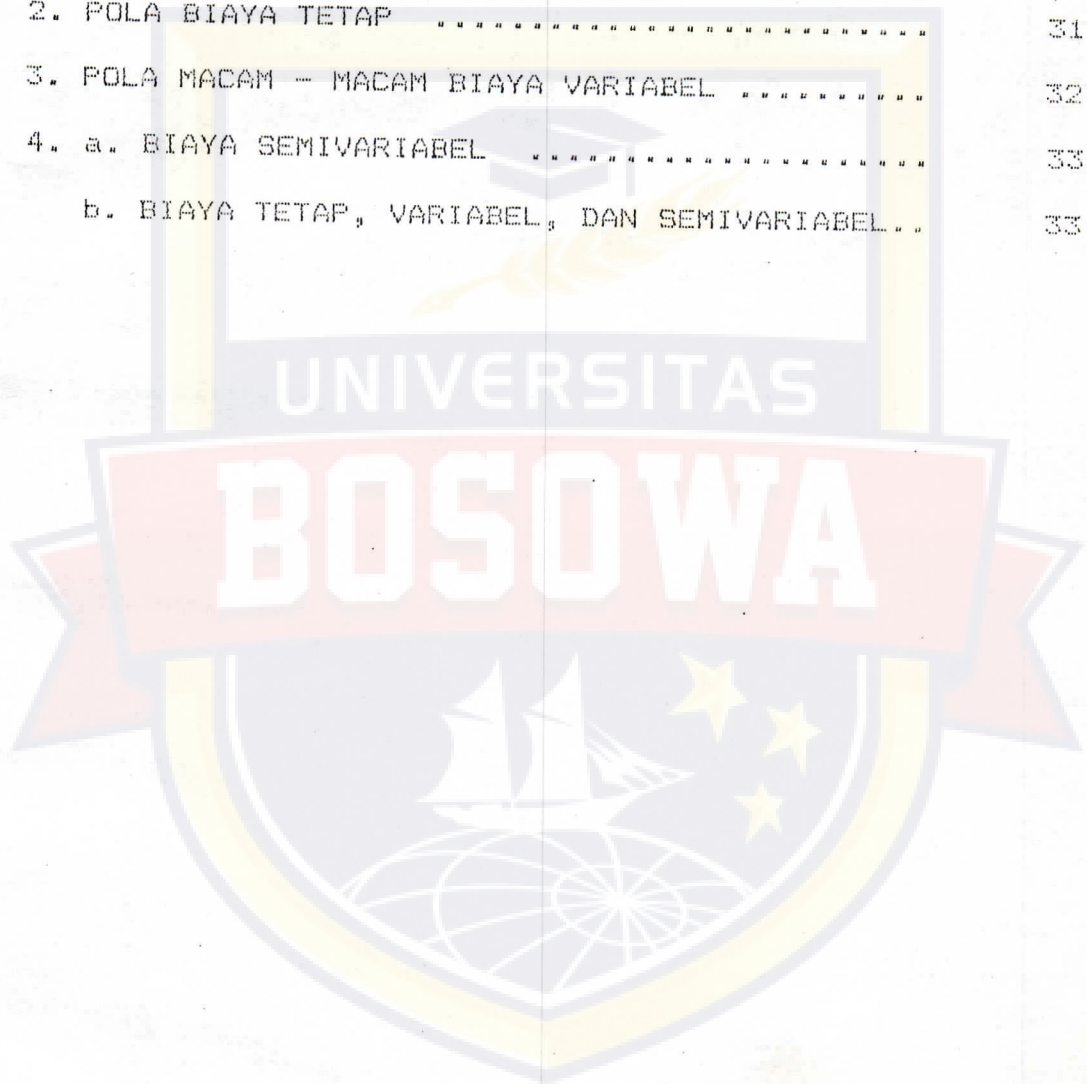 2. POLA BIAYA TETAP ......................... 31
3. POLA MACAM - MACAM BIAYA VARIABEL .......... 32
4. a. BIAYA SEMIVARIABEL ..................... 33
b. BIAYA TETAP, VARIABEL, DAN SEMIVARIABEL.. 33
UNIVERSITAS
BOSOWA